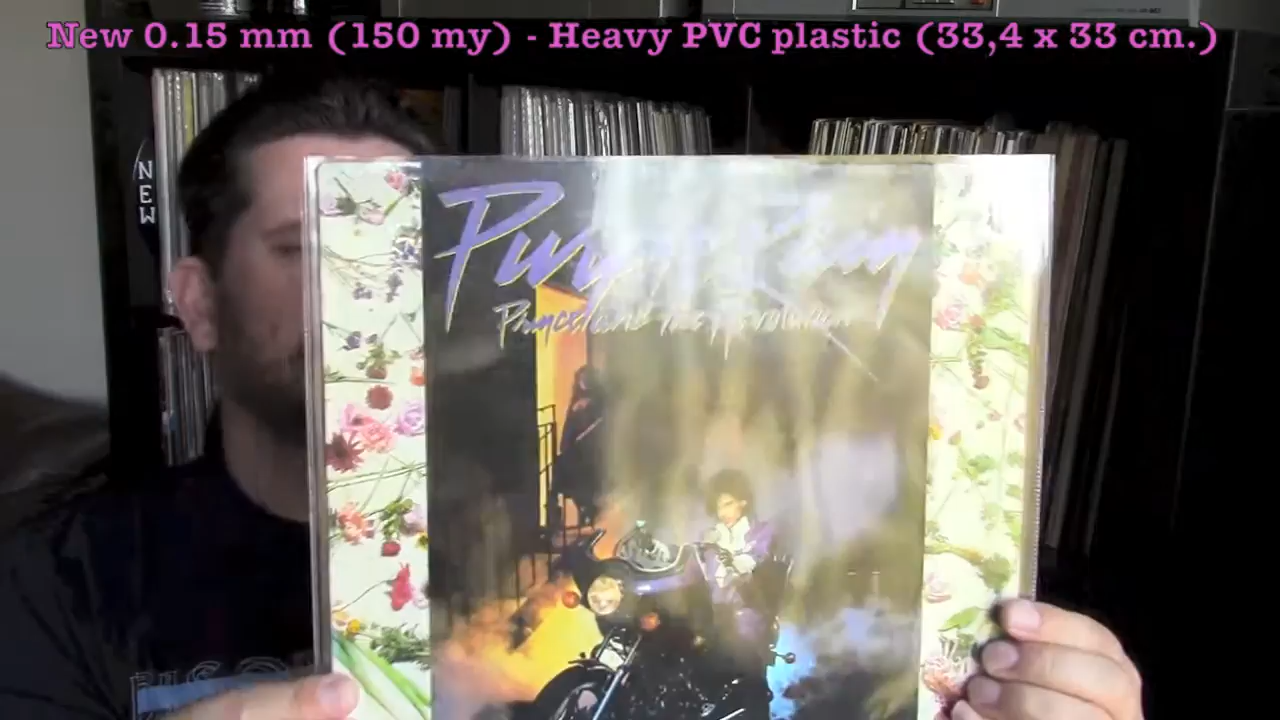 New 0.15 mm (150 my) - Heavy PVC plastic (33,4 x 33 cm.)
NEW
Purple Rain
Prince and the Revolution